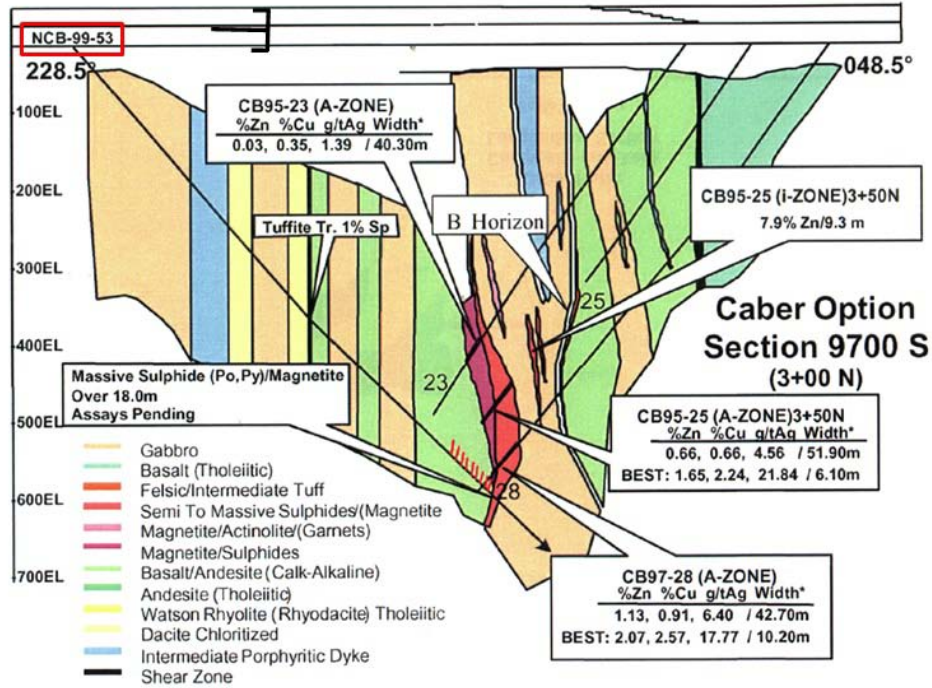 NCB-99-53
228.5°
048.5°
100EL
200EL
300EL
400EL
500EL
600EL
700EL
CB95-23 (A-ZONE)
%Zn %Cu g/tAg Width*
0.03, 0.35, 1.39 / 40.30m
Tuffite Tr. 1% Sp
B Horizon
CB95-25 (i-ZONE)3+50N
7.9% Zn/9.3 m
25
23
28
Caber Option
Section 9700 S
(3+00 N)
Massive Sulphide (Po,Py)/Magnetite
Over 18.0m
Assays Pending
CB95-25 (A-ZONE)3+50N
%Zn %Cu g/tAg Width*
0.66, 0.66, 4.56 / 51.90m
BEST: 1.65, 2.24, 21.84 / 6.10m
CB97-28 (A-ZONE)
%Zn %Cu g/tAg Width*
1.13, 0.91, 6.40 / 42.70m
BEST: 2.07, 2.57, 17.77 / 10.20m
Gabbro
Basalt (Tholeiitic)
Felsic/Intermediate Tuff
Semi To Massive Sulphides/(Magnetite
Magnetite/Actinolite/(Garnets)
Magnetite/Sulphides
Basalt/Andesite (Calk-Alkaline)
Andesite (Tholeiitic)
Watson Rhyolite (Rhyodacite) Tholeiitic
Dacite Chloritized
Intermediate Porphyritic Dyke
Shear Zone